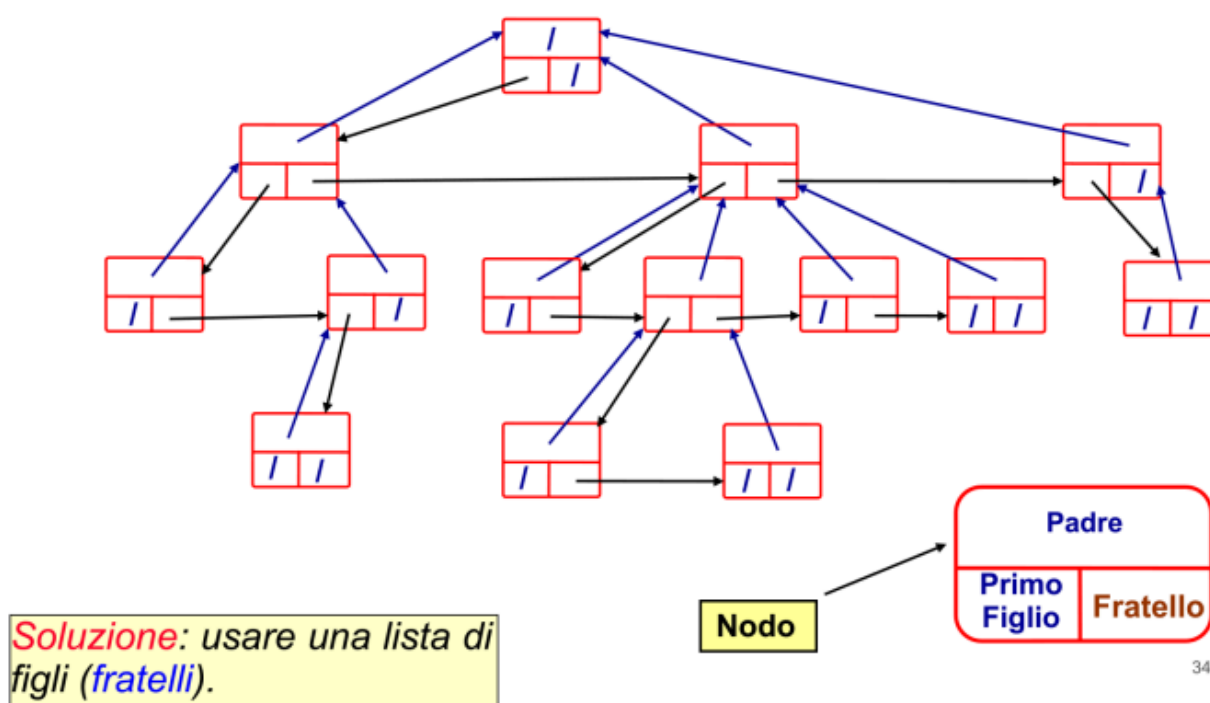 /
/
/
/ / / / / / / /
/ / / / /
Padre
Primo Figlio Fratello
Nodo
Soluzione: usare una lista di
figli (fratelli).
34